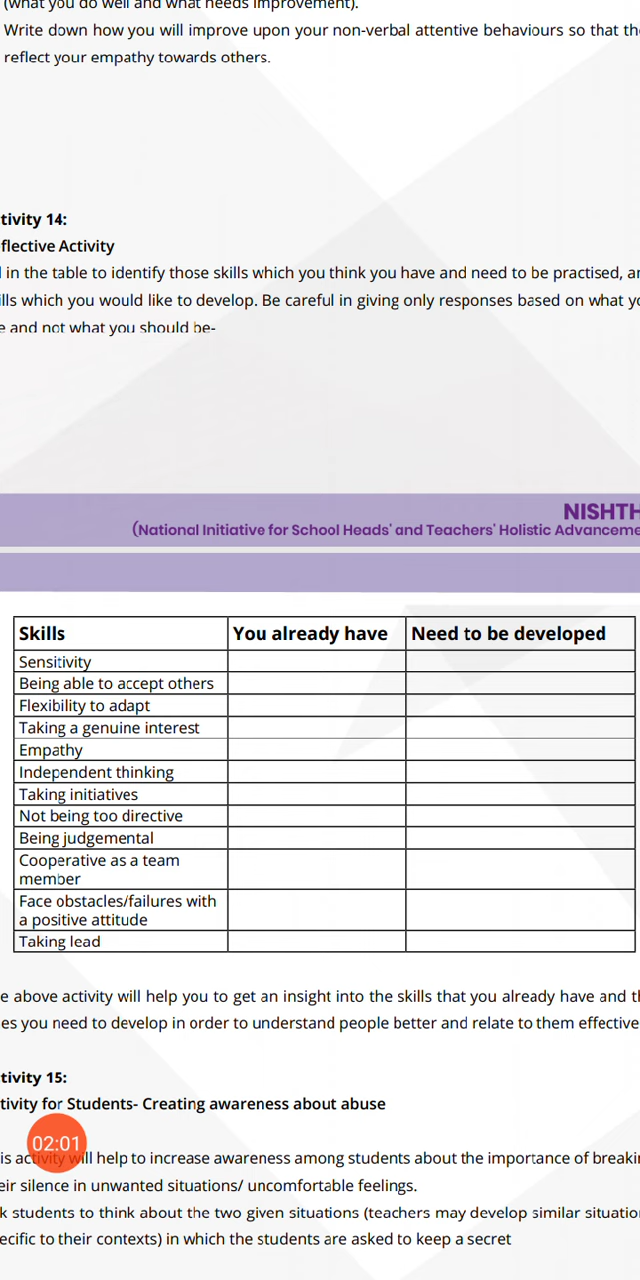 (what you do well and what needs improvement).
Write down how you will improve upon your non-verbal attentive behaviours so that
reflect your empathy towards others.
tivity 14:
flective Activity
in the table to identify those skills which you think you have and need to be practised,
lls which you would like to develop. Be careful in giving only responses based on what
e and not what you should be-
NISHTH
(National Initiative for School Heads' and Teachers' Holistic Advanceme
Skills You already have Need to be developed
Sensitivity
Being able to accept others
Flexibility to adapt
Taking a genuine interest
Empathy
Independent thinking
Taking initiatives
Not being too directive
Being judgemental
Cooperative as a team
member
Face obstacles/failures with
a positive attitude
Taking lead
e above activity will help you to get an insight into the skills that you already have and
es you need to develop in order to understand people better and relate to them effective
tivity 15:
tivity for Students- Creating awareness about abuse
02:01
is activity will help to increase awareness among students about the importance of breakin
eir silence in unwanted situations/ uncomfortable feelings.
k students to think about the two given situations (teachers may develop similar situatio
ecific to their contexts) in which the students are asked to keep a secret